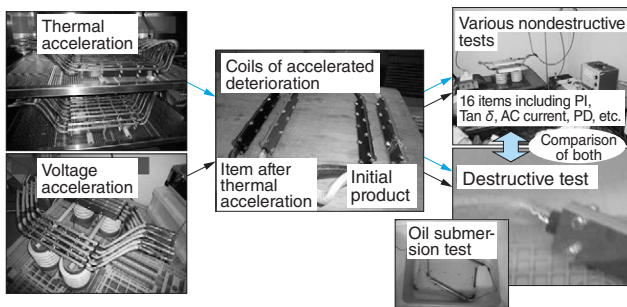 Thermal
acceleration
Voltage
acceleration
Coils of accelerated
deterioration
Item after
thermal
acceleration
Initial
product
Various nondestructive
tests
16 items including PI,
Tan δ, AC current, PD, etc.
Comparison
of both
Destructive test
Oil submer-
sion test